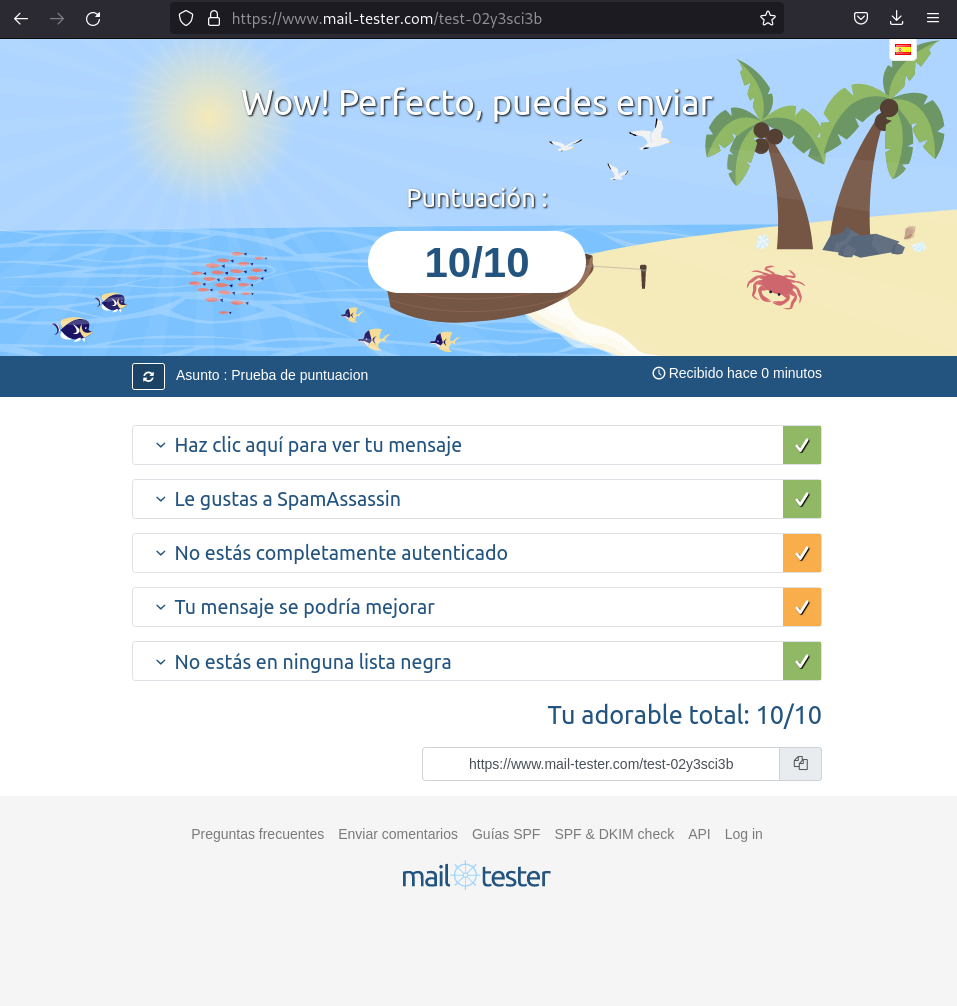 https://www.mail-tester.com/test-02y3sci3b
Wow! Perfecto, puedes enviar
Puntuación :
10/10
Asunto : Prueba de puntuacion
Recibido hace 0 minutos
Haz clic aquí para ver tu mensaje
Le gustas a SpamAssassin
No estás completamente autenticado
Tu mensaje se podría mejorar
No estás en ninguna lista negra
Tu adorable total: 10/10
https://www.mail-tester.com/test-02y3sci3b
Preguntas frecuentes Enviar comentarios Guías SPF SPF & DKIM check API Log in
mail tester